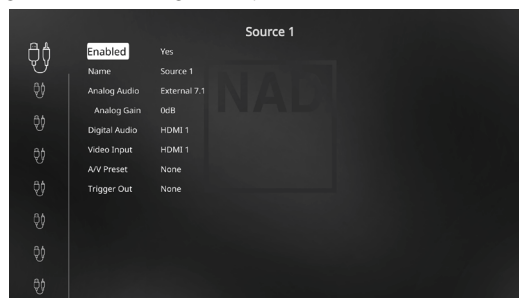 Source 1
Enabled Yes
Name Source 1
Analog Audio External 7.1
Analog Gain 0dB
Digital Audio HDMI 1
Video Input HDMI 1
A/V Preset None
Trigger Out None
NAD